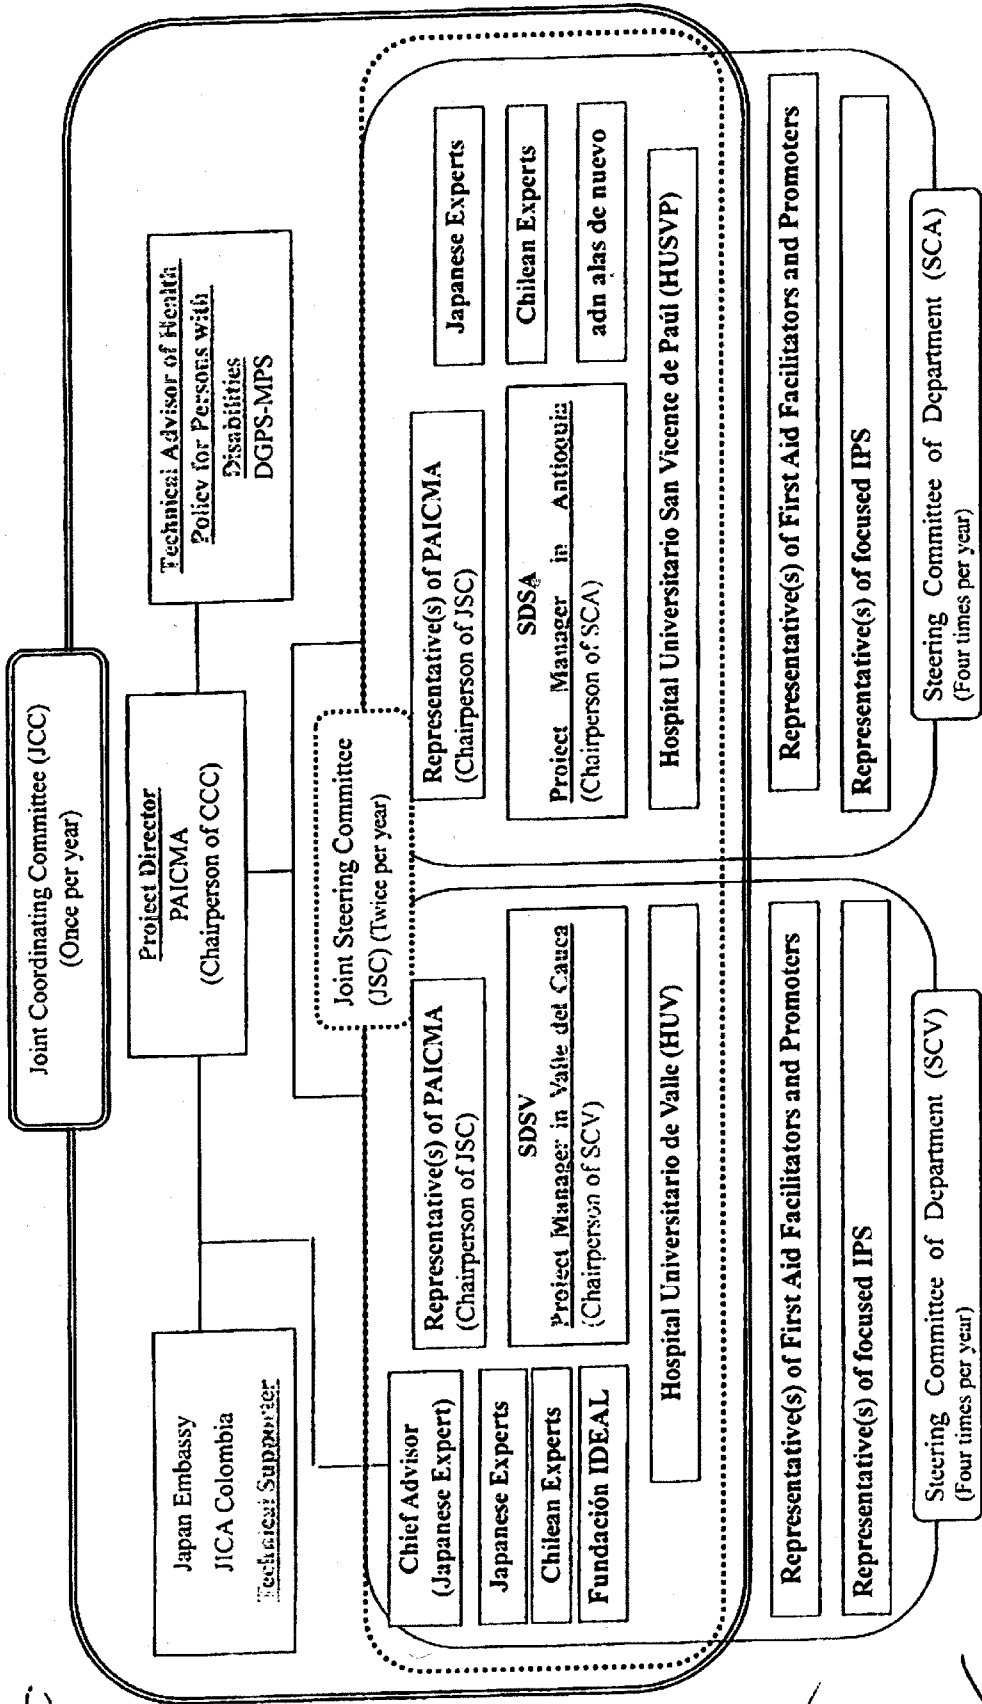 Joint Coordinating Committee (JCC)
(Once per year)
Japan Embassy
JICA Colombia
Technical Supporter
Project Director
PAICMA
(Chairperson of CCC)
Technical Advisor of Health
Policy for Persons with
Disabilities
DGPS-MPS
Joint Steering Committee
(JSC) (Twice per year)
Chief Advisor
(Japanese Expert)
Japanese Experts
Chilean Experts
Fundación IDEAL
Representative(s) of PAICMA
(Chairperson of JSC)
SDSV
Project Manager in Valle del Cauca
(Chairperson of SCV)
Hospital Universitario de Valle (HUV)
Representative(s) of First Aid Facilitators and Promoters
Representative(s) of focused IPS
Steering Committee of Department (SCV)
(Four times per year)
Representative(s) of PAICMA
(Chairperson of JSC)
SDSA
Project Manager in Antioquia
(Chairperson of SCA)
Japanese Experts
Chilean Experts
adn alas de nuevo
Hospital Universitario San Vicente de Paúl (HUSVP)
Representative(s) of First Aid Facilitators and Promoters
Representative(s) of focused IPS
Steering Committee of Department (SCA)
(Four times per year)